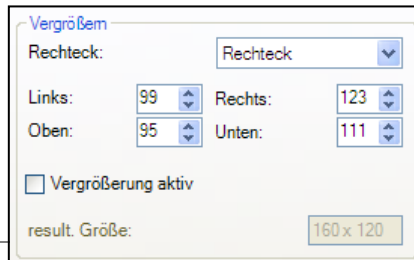 Vergrößern
Rechteck: Rechteck
Links: 99 Rechts: 123
Oben: 95 Unten: 111
Vergrößerung aktiv
result. Größe: 160 x 120